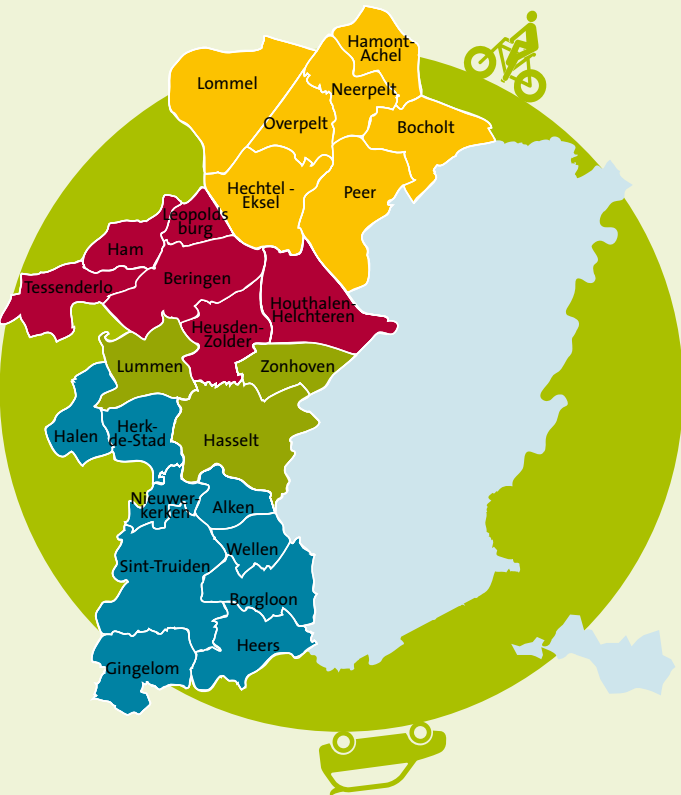 Hamont-
Achel
Lommel
Neerpelt
Overpelt
Bocholt
Hechtel -
Eksel
Peer
Leopolds
burg
Ham
Beringen
Tessenderlo
Houthalen-
Helchteren
Heusden-
Zolder
Lummen
Zonhoven
Herk-
de-Stad
Halen
Hasselt
Nieuwer-
kerken
Alken
Wellen
Sint-Truiden
Borgloon
Heers
Gingelom